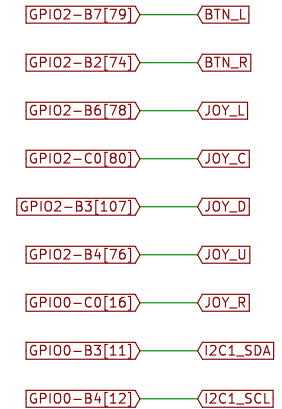 GPIO2-B7[79] BTN_L
GPIO2-B2[74] BTN_R
GPIO2-B6[78] JOY_L
GPIO2-C0[80] JOY_C
GPIO2-B3[107] JOY_D
GPIO2-B4[76] JOY_U
GPIO0-C0[16] JOY_R
GPIO0-B3[11] I2C1_SDA
GPIO0-B4[12] I2C1_SCL